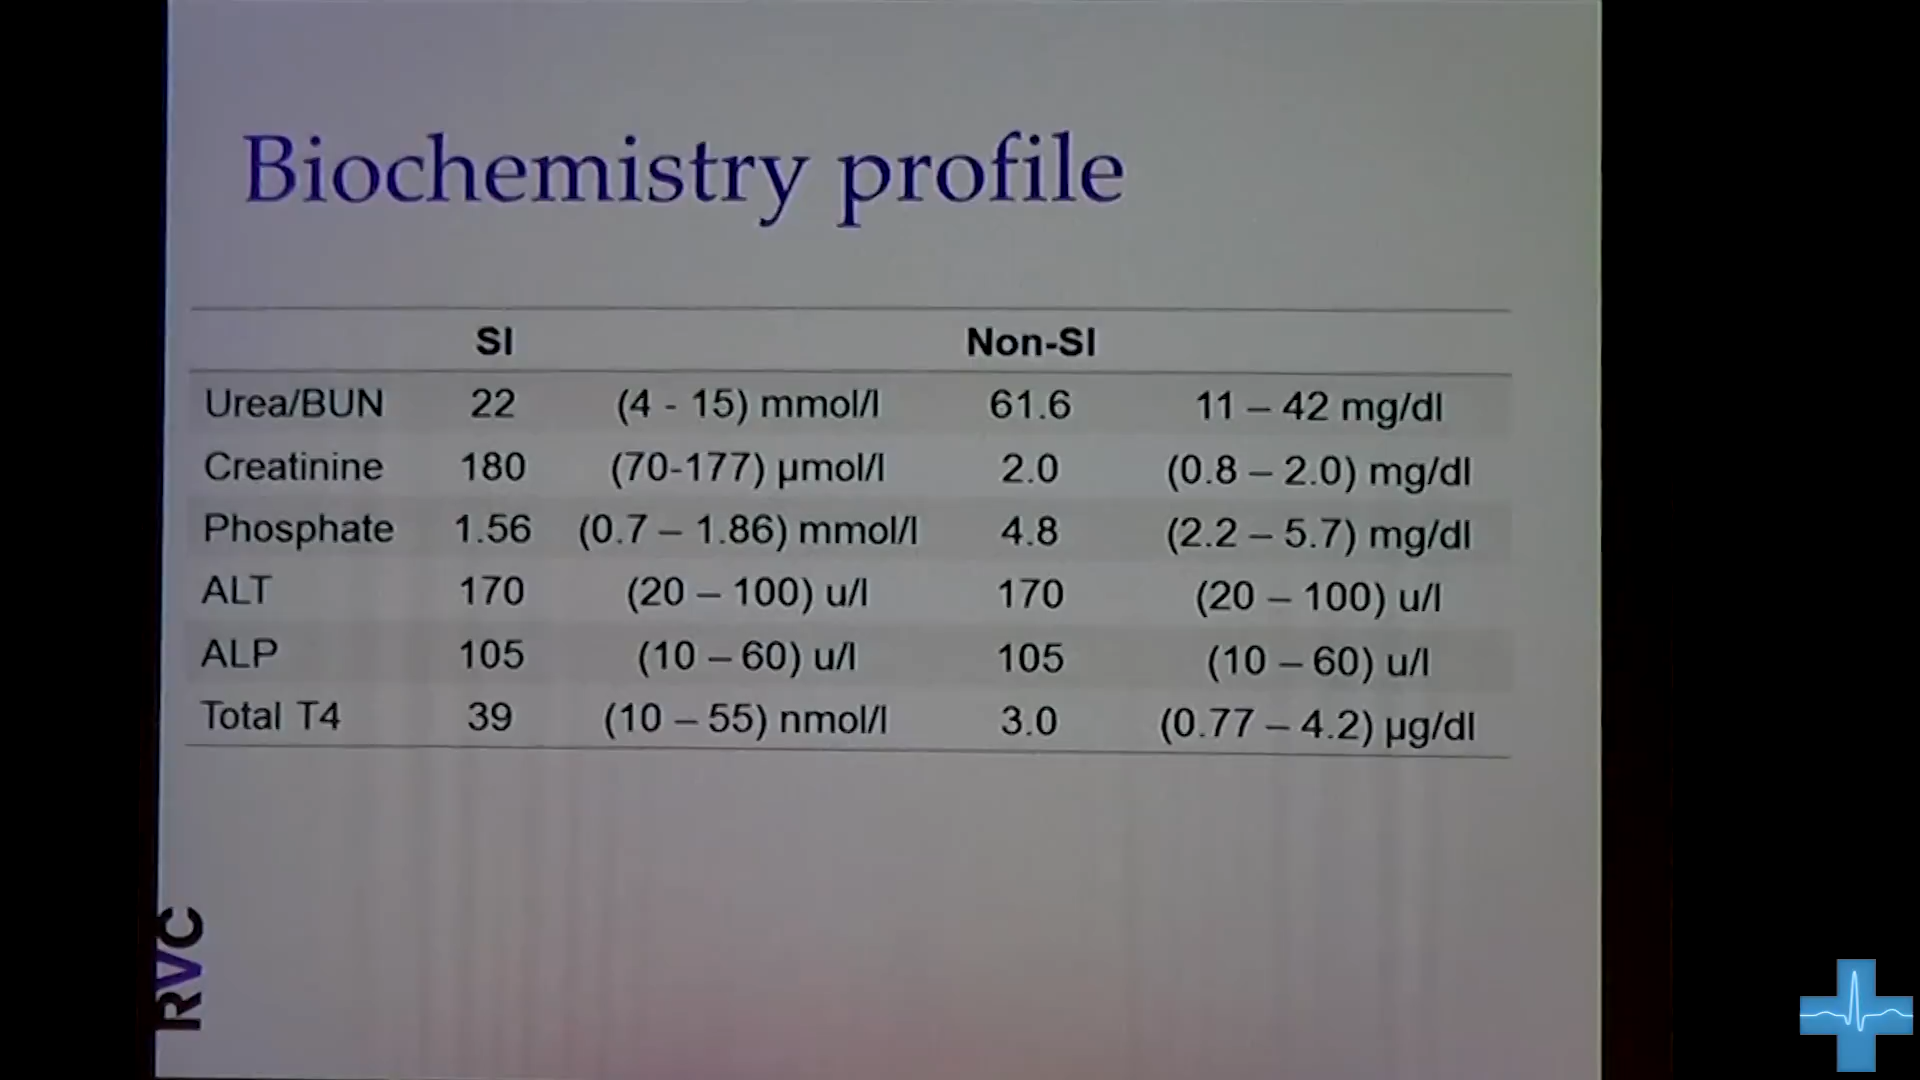 Biochemistry profile
SI Non-SI
Urea/BUN 22 (4 - 15) mmol/l 61.6 11 – 42 mg/dl
Creatinine 180 (70-177) µmol/l 2.0 (0.8 – 2.0) mg/dl
Phosphate 1.56 (0.7 – 1.86) mmol/l 4.8 (2.2 – 5.7) mg/dl
ALT 170 (20 – 100) u/l 170 (20 – 100) u/l
ALP 105 (10 – 60) u/l 105 (10 – 60) u/l
Total T4 39 (10 – 55) nmol/l 3.0 (0.77 – 4.2) µg/dl
RVC